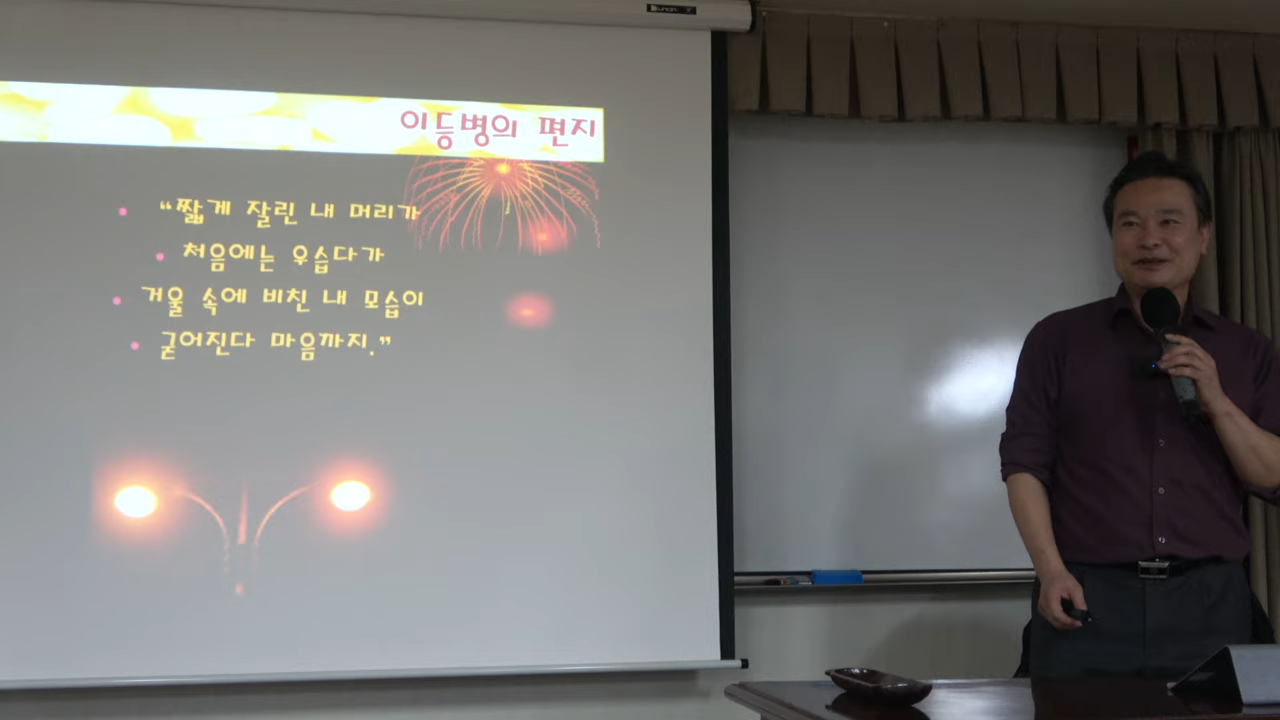 이등병의 편지
• “짧게 잘린 내 머리가
• 처음에는 우습다가
• 거울 속에 비친 내 모습이
• 굳어진다 마음까지.”